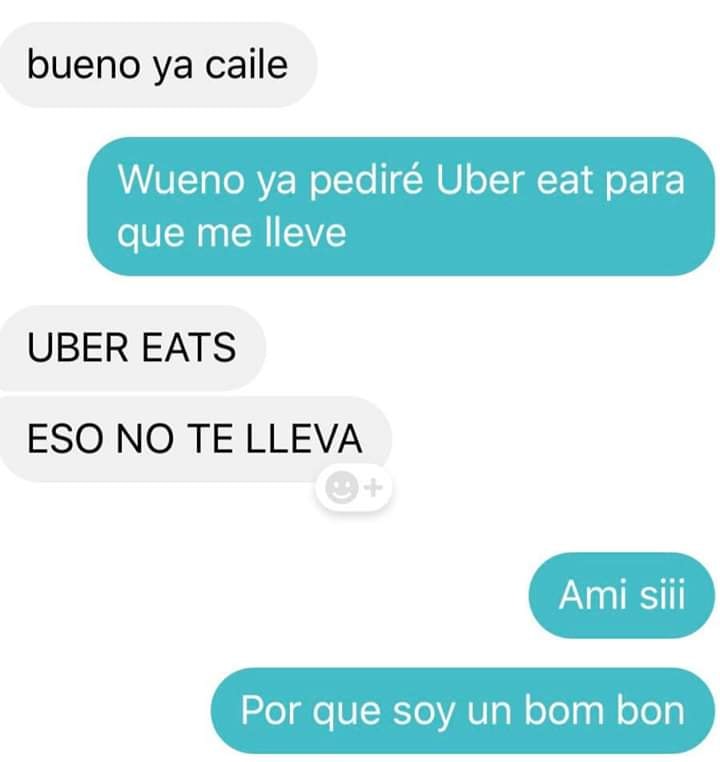 bueno ya caile
Wueno ya pediré Uber eat para
que me lleve
UBER EATS
ESO NO TE LLEVA
Ami siii
Por que soy un bom bon